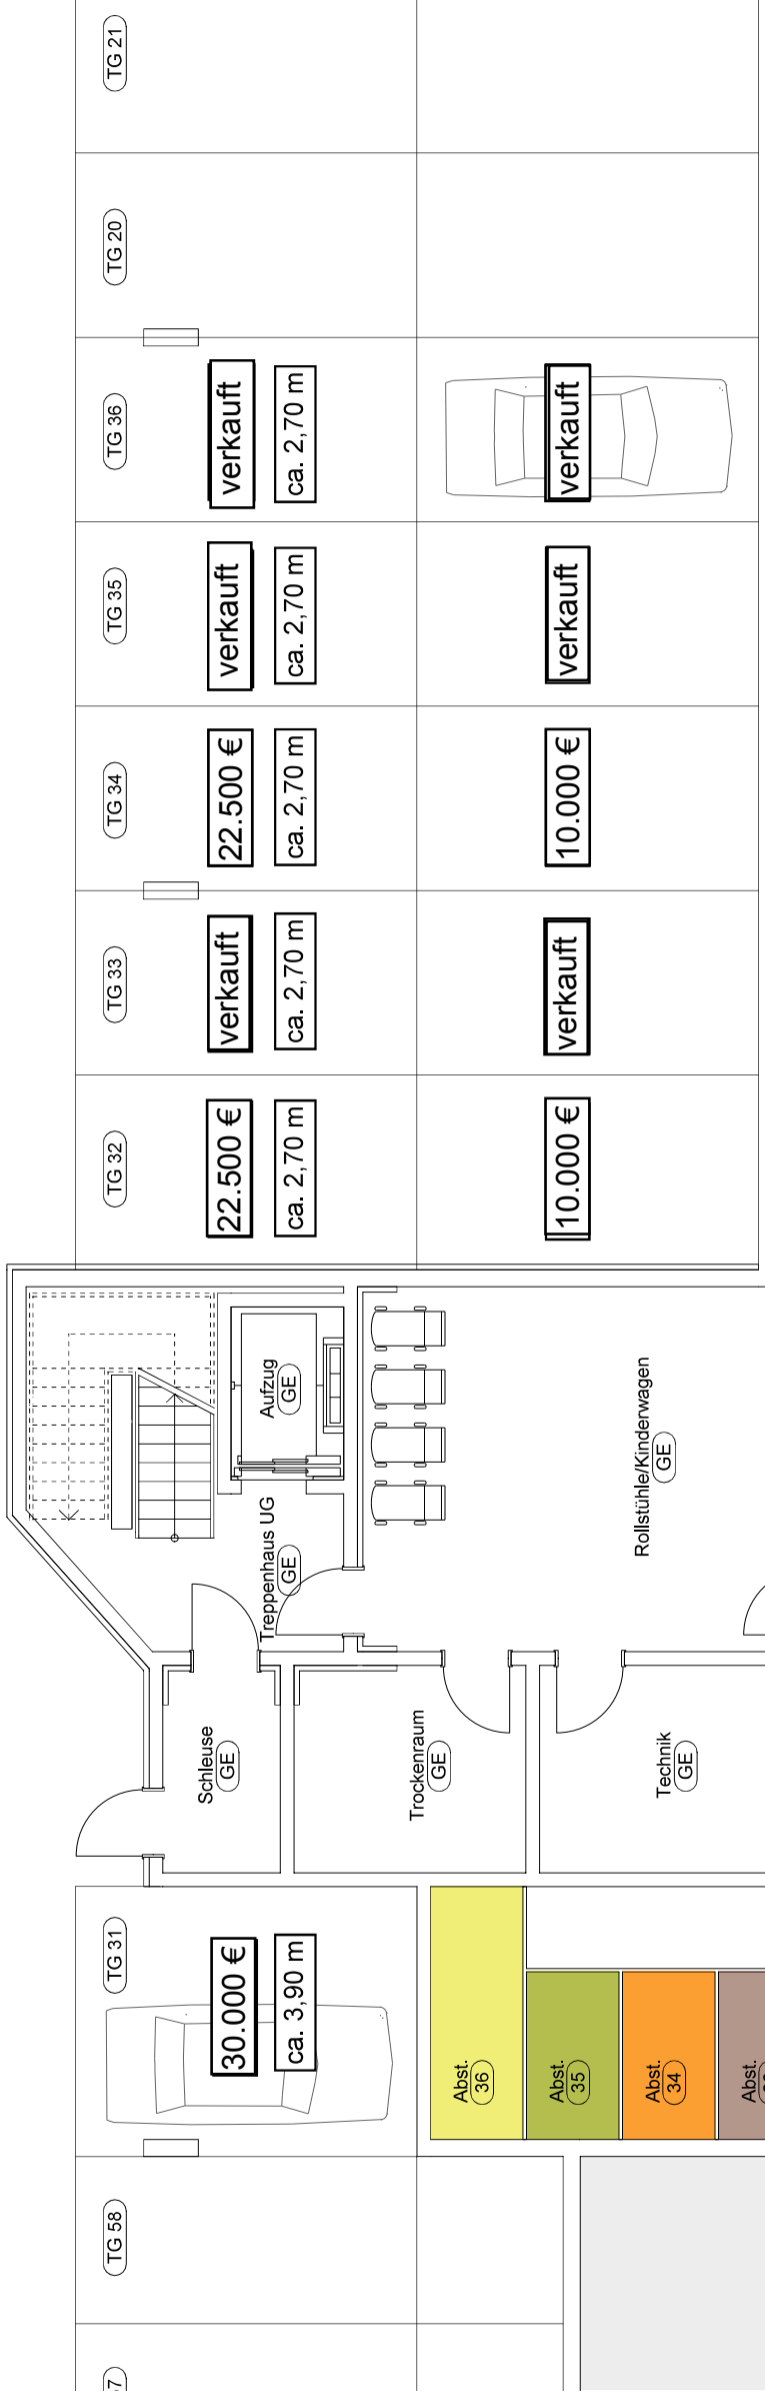 TG 21
TG 20
TG 36
verkauft
ca. 2,70 m
verkauft
TG 35
verkauft
ca. 2,70 m
verkauft
TG 34
22.500 €
ca. 2,70 m
10.000 €
TG 33
verkauft
ca. 2,70 m
verkauft
TG 32
22.500 €
ca. 2,70 m
10.000 €
Aufzug
GE
Treppenhaus UG
GE
Rollstühle/Kinderwagen
GE
Schleuse
GE
Trockenraum
GE
Technik
GE
TG 31
30.000 €
ca. 3,90 m
Abst.
36
Abst.
35
Abst.
34
Abst.
TG 58